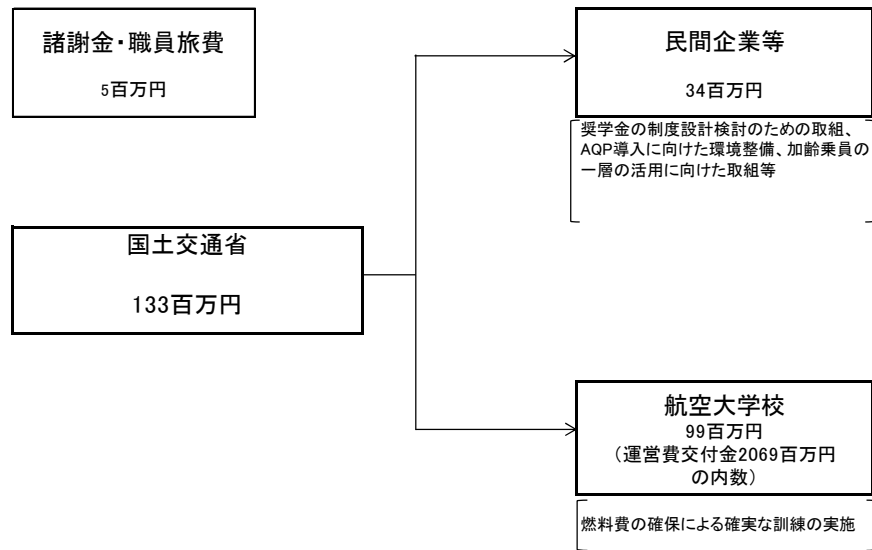 諸謝金・職員旅費
5百万円
国土交通省
133百万円
民間企業等
34百万円
奨学金の制度設計検討のための取組、
AQP導入に向けた環境整備、加齢乗員の
一層の活用に向けた取組等
航空大学校
99百万円
（運営費交付金2069百万円
の内数）
燃料費の確保による確実な訓練の実施